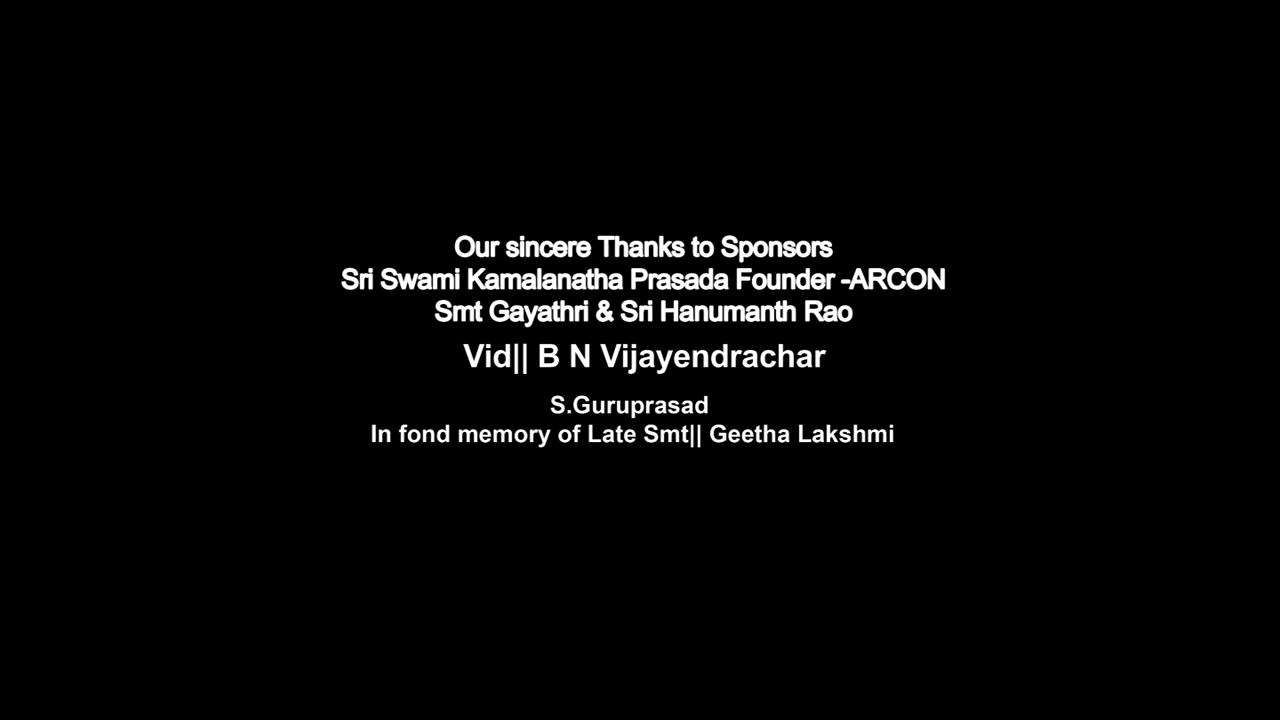 Our sincere Thanks to Sponsors
Sri Swami Kamalanatha Prasada Founder -ARCON
Smt Gayathri & Sri Hanumanth Rao
Vid|| B N Vijayendrachar
S.Guruprasad
In fond memory of Late Smt|| Geetha Lakshmi